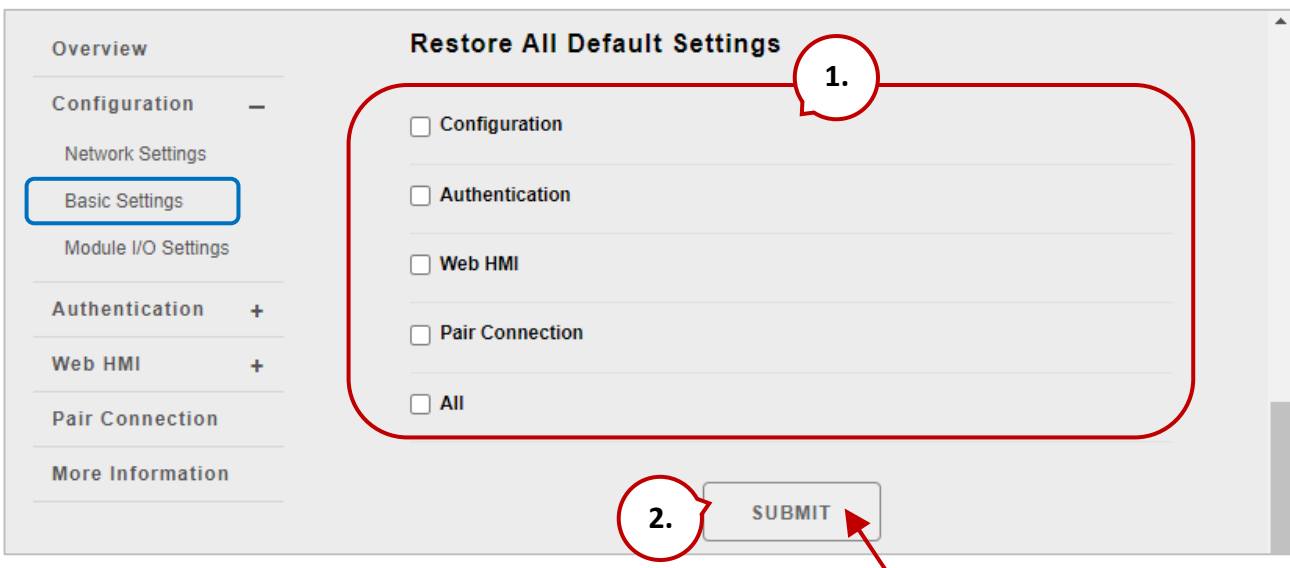 Overview
Configuration –
Network Settings
Basic Settings
Module I/O Settings
Authentication +
Web HMI +
Pair Connection
More Information
Restore All Default Settings
1.
Configuration
Authentication
Web HMI
Pair Connection
All
2.
SUBMIT